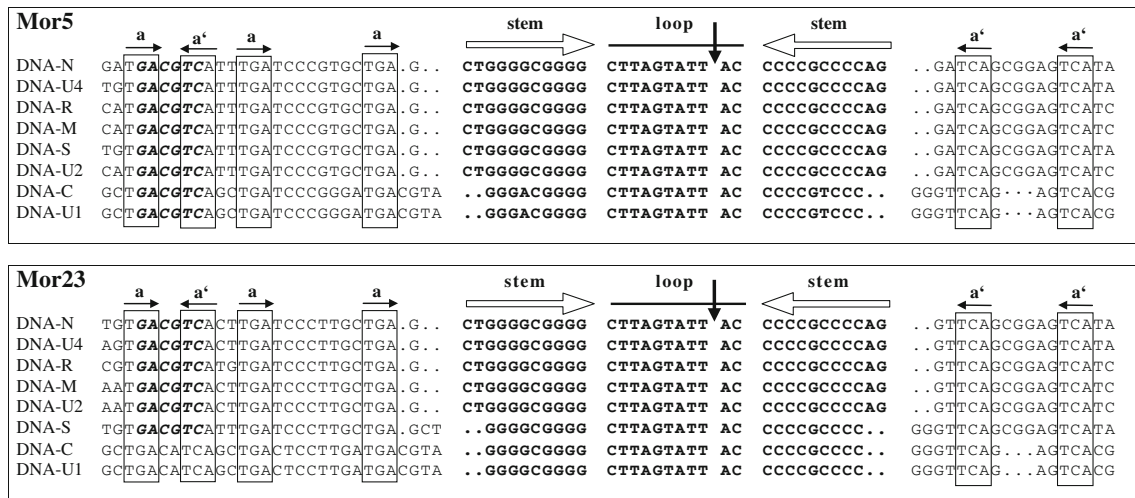 Mor5
a a‘ a a stem loop stem a‘ a‘
DNA-N GATGACGTCATTTGATCCCGTGCTGA.G.. CTGGGGCGGGG CTTAGTATT AC CCCCGCCCCAG ..GATCAGCGGAGTCATA
DNA-U4 TGTGACGTCATTTGATCCCGTGCTGA.G.. CTGGGGCGGGG CTTAGTATT AC CCCCGCCCCAG ..GATCAGCGGAGTCATA
DNA-R CATGACGTCATTTGATCCCGTGCTGA.G.. CTGGGGCGGGG CTTAGTATT AC CCCCGCCCCAG ..GATCAGCGGAGTCATC
DNA-M CATGACGTCATTTGATCCCGTGCTGA.G.. CTGGGGCGGGG CTTAGTATT AC CCCCGCCCCAG ..GATCAGCGGAGTCATC
DNA-S TGTGACGTCATTTGATCCCGTGCTGA.G.. CTGGGGCGGGG CTTAGTATT AC CCCCGCCCCAG ..GATCAGCGGAGTCATC
DNA-U2 CATGACGTCATTTGATCCCGTGCTGA.G.. CTGGGGCGGGG CTTAGTATT AC CCCCGCCCCAG ..GATCAGCGGAGTCATC
DNA-C GCTGACGTCAGCTGATCCCGGGATGACGTA ..GGGACGGGG CTTAGTATT AC CCCCGTCCC.. GGGTTCAG···AGTCACG
DNA-U1 GCTGACGTCAGCTGATCCCGGGATGACGTA ..GGGACGGGG CTTAGTATT AC CCCCGTCCC.. GGGTTCAG...AGTCACG
Mor23
a a‘ a a stem loop stem a‘ a‘
DNA-N TGTGACGTCACTTGATCCCTTGCTGA.G.. CTGGGGCGGGG CTTAGTATT AC CCCCGCCCCAG ..GTTCAGCGGAGTCATA
DNA-U4 AGTGACGTCACTTGATCCCTTGCTGA.G.. CTGGGGCGGGG CTTAGTATT AC CCCCGCCCCAG ..GTTCAGCGGAGTCATA
DNA-R CGTGACGTCATGTGATCCCTTGCTGA.G.. CTGGGGCGGGG CTTAGTATT AC CCCCGCCCCAG ..GTTCAGCGGAGTCATC
DNA-M AATGACGTCACTTGATCCCTTGCTGA.G.. CTGGGGCGGGG CTTAGTATT AC CCCCGCCCCAG ..GTTCAGCGGAGTCATC
DNA-U2 AATGACGTCACTTGATCCCTTGCTGA.G.. CTGGGGCGGGG CTTAGTATT AC CCCCGCCCCAG ..GTTCAGCGGAGTCATC
DNA-S TGTGACGTCACTTGATCCCTTGCTGA.GCT ..GGGGCGGGG CTTAGTATT AC CCCCGCCCC.. GGGTTCAGCGGAGTCATA
DNA-C GCTGACATCAGCTGACTCCTTGATGACGTA ..GGGGCGGGG CTTAGTATT AC CCCCGCCCC.. GGGTTCAG...AGTCACG
DNA-U1 GCTGACATCAGCTGACTCCTTGATGACGTA ..GGGGCGGGG CTTAGTATT AC CCCCGCCCC.. GGGTTCAG...AGTCACG